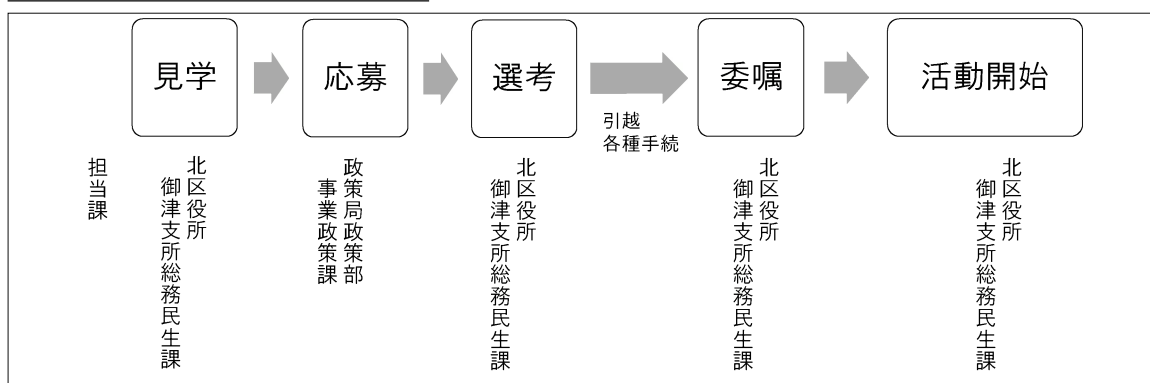 見学
応募
選考
委嘱
活動開始
引越
各種手続
担当課
北区役所
御津支所総務民生課
政策局政策部
事業政策課
北区役所
御津支所総務民生課
北区役所
御津支所総務民生課
北区役所
御津支所総務民生課